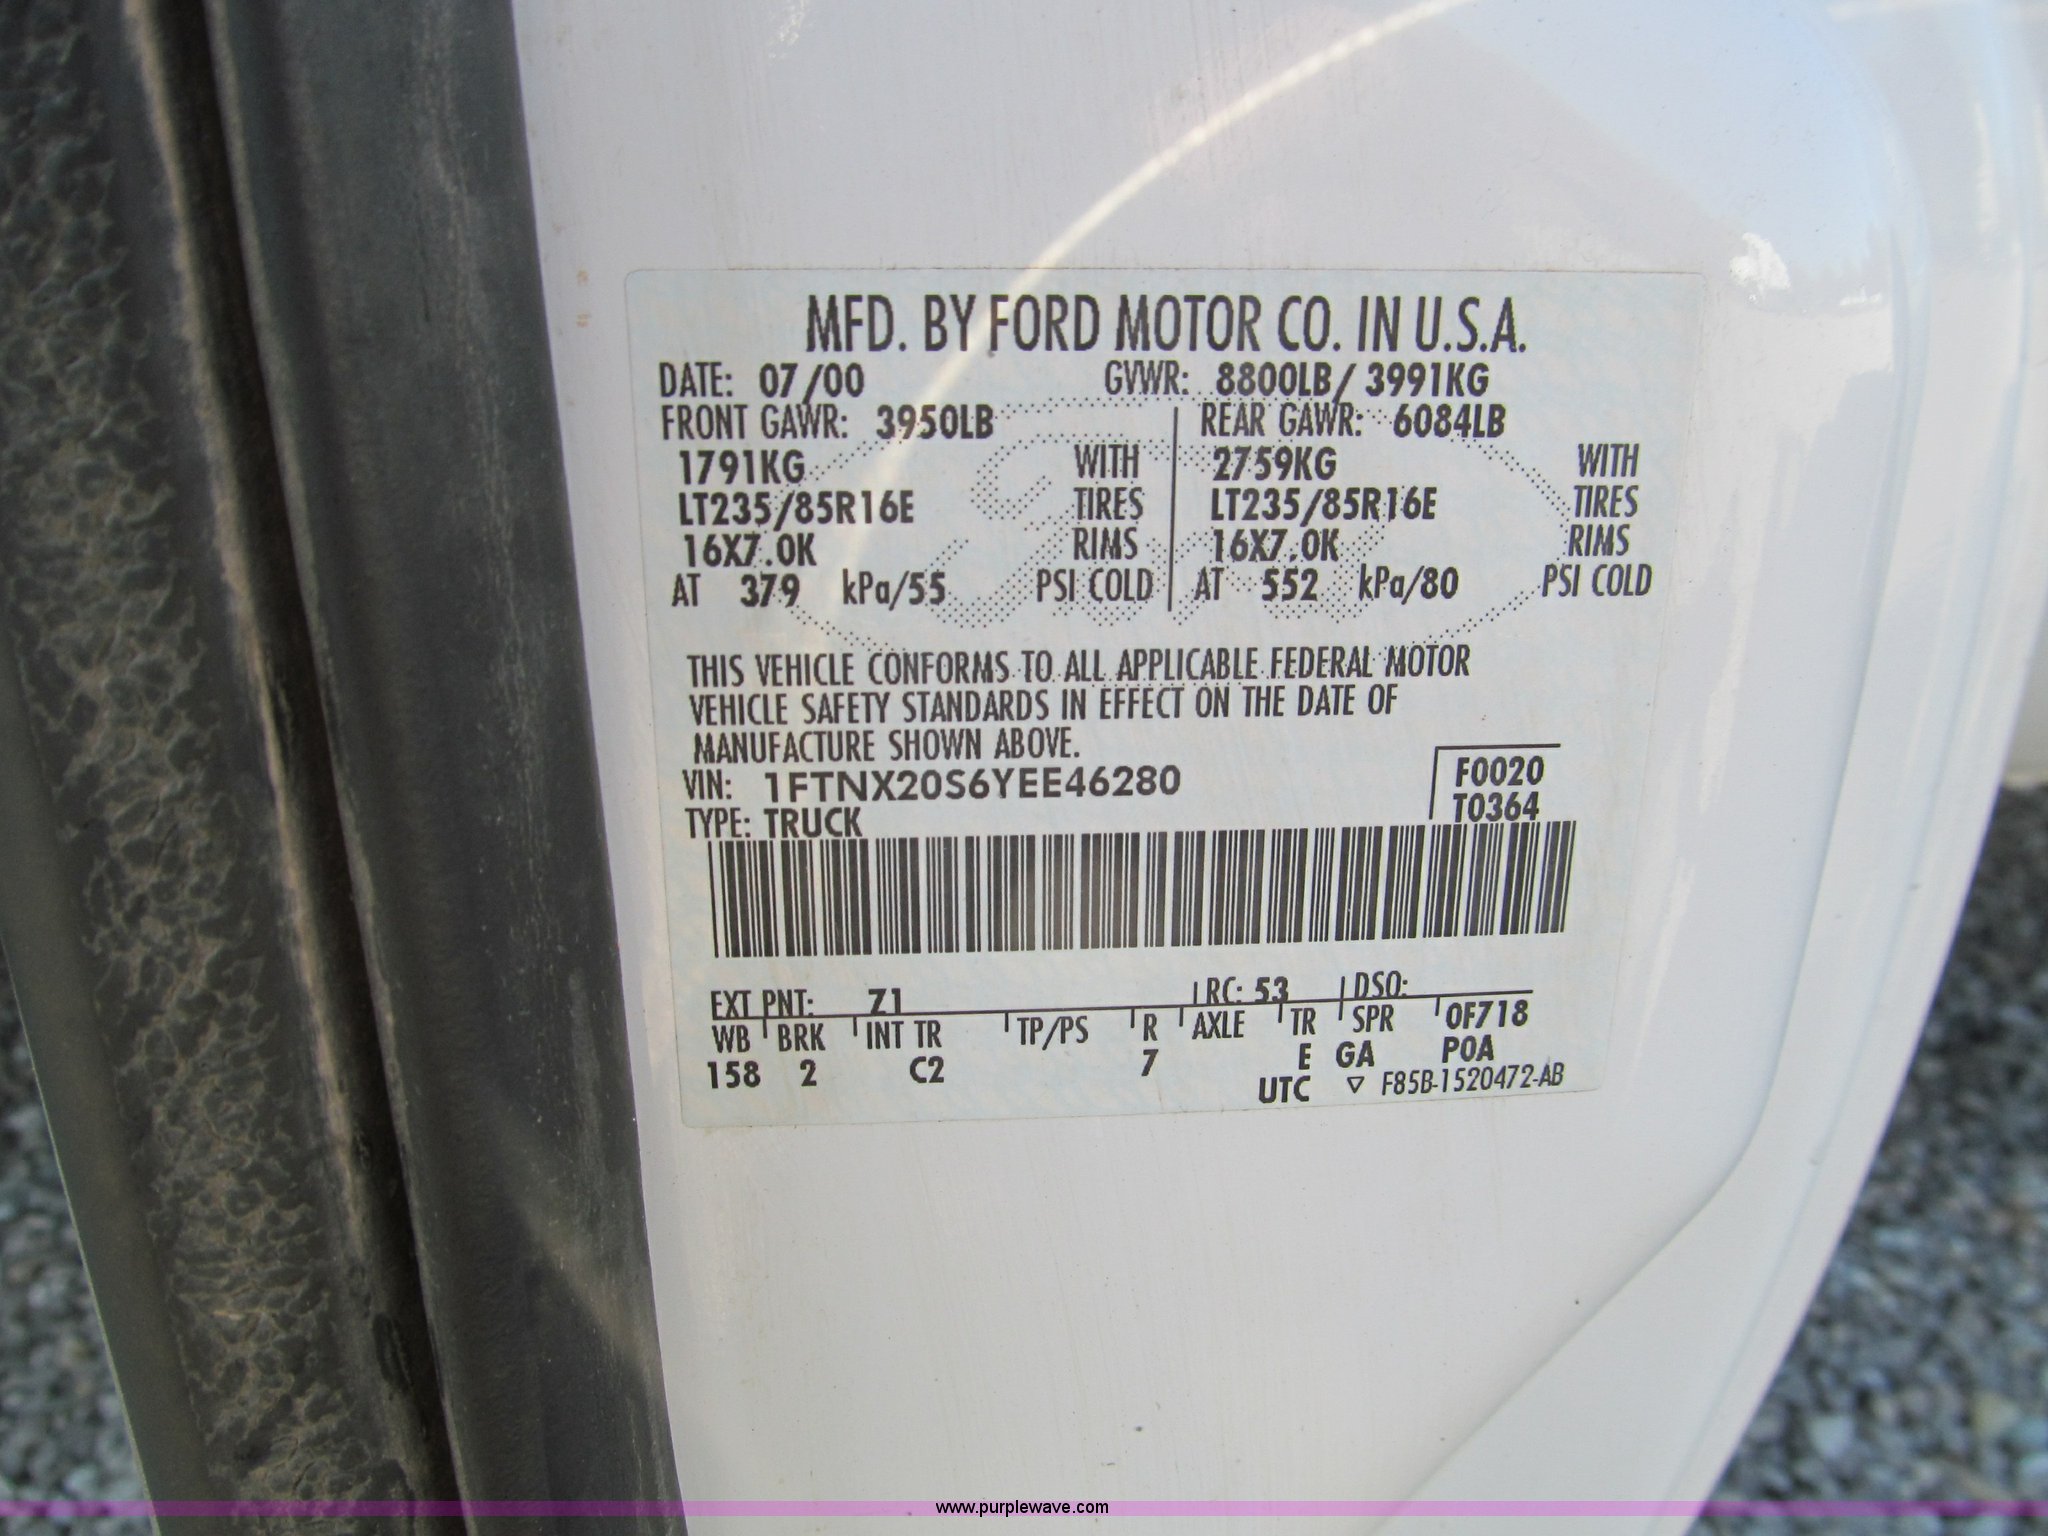 MFD. BY FORD MOTOR CO. IN U.S.A.
DATE: 07/00 GVWR: 8800LB/ 3991KG
FRONT GAWR: 3950LB REAR GAWR: 6084LB
1791KG WITH 2759KG WITH
LT235/85R16E TIRES LT235/85R16E TIRES
16X7.0K RIMS 16X7.0K RIMS
AT 379 kPa/55 PSI COLD AT 552 kPa/80 PSI COLD
THIS VEHICLE CONFORMS TO ALL APPLICABLE FEDERAL MOTOR
VEHICLE SAFETY STANDARDS IN EFFECT ON THE DATE OF
MANUFACTURE SHOWN ABOVE.
VIN: 1FTNX20S6YEE46280 F0020
TYPE: TRUCK T0364
EXT PNT: Z1 RC: 53 DSO:
WB BRK INT TR TP/PS R AXLE TR SPR 0F718
158 2 C2 7 E GA P0A
UTC ▽ F85B-1520472-AB
www.purplewave.com